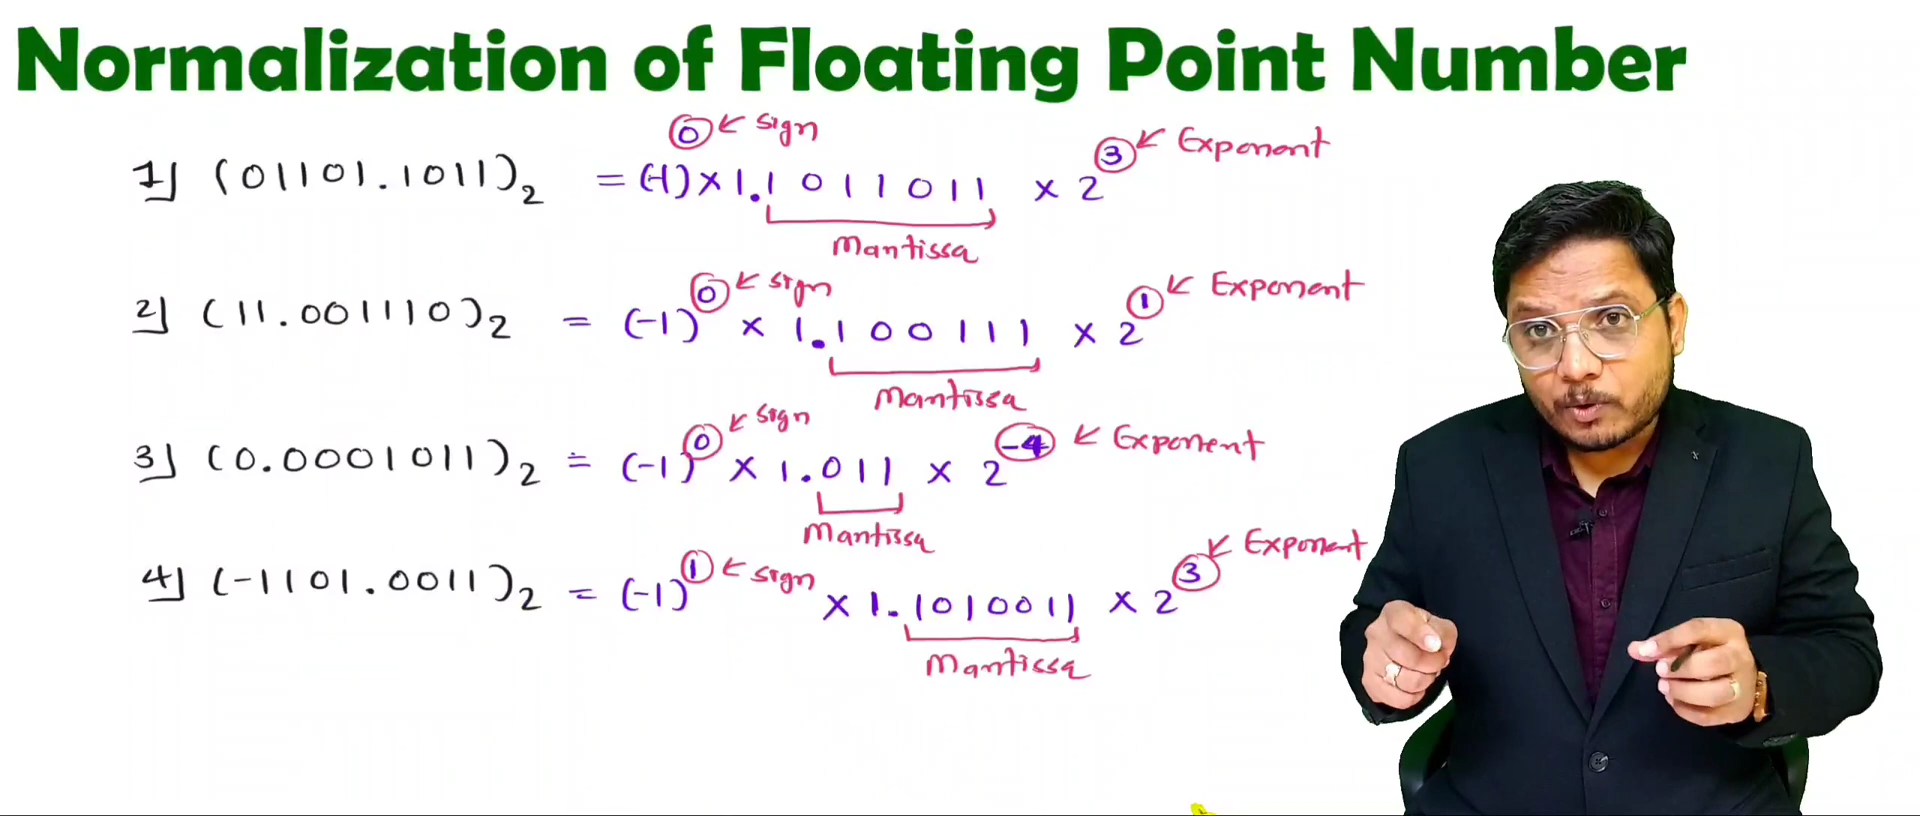 Normalization of Floating Point Number
0 ← sign
3 ← Exponent
1] (01101.1011)₂ = (-1) × 1.1011011 × 2
Mantissa
0 ← sign
1 ← Exponent
2] (11.001110)₂ = (-1) × 1.100111 × 2
Mantissa
0 ← sign
-4 ← Exponent
3] (0.0001011)₂ = (-1) × 1.011 × 2
Mantissa
1 ← sign
3 ← Exponent
4] (-1101.0011)₂ = (-1) × 1.1010011 × 2
Mantissa